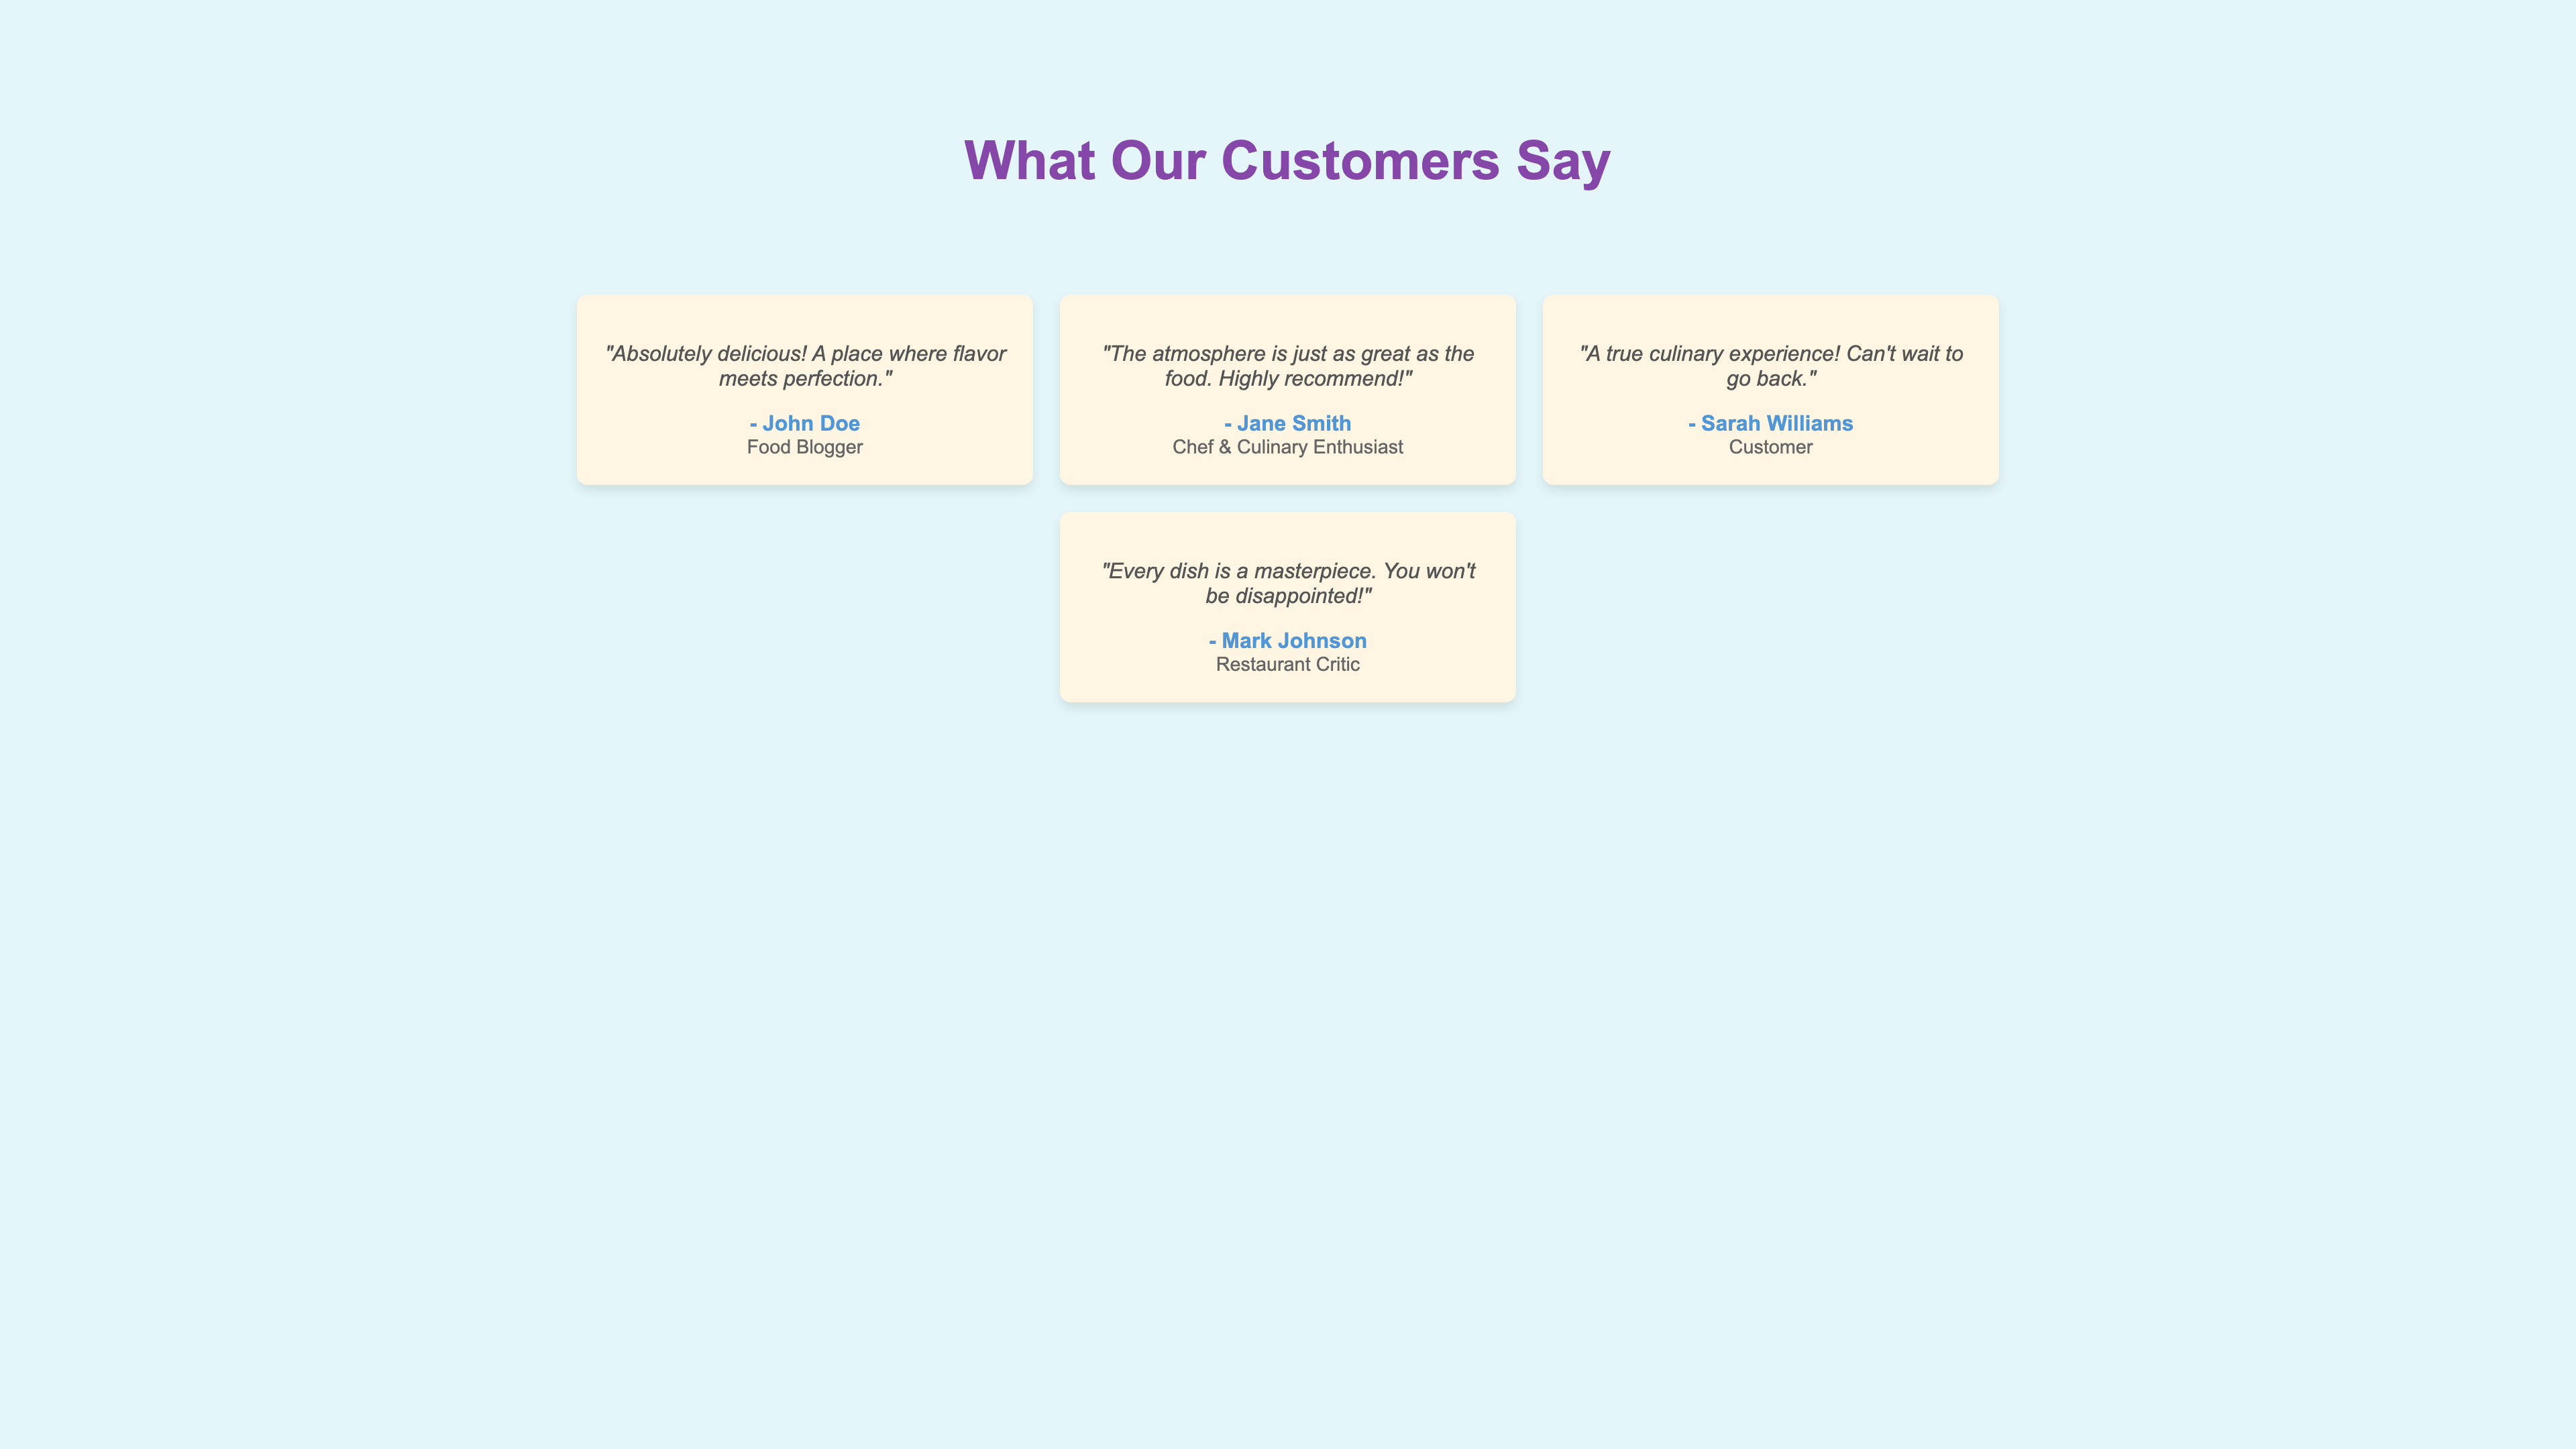 What Our Customers Say
"Absolutely delicious! A place where flavor
meets perfection."
- John Doe
Food Blogger
"The atmosphere is just as great as the
food. Highly recommend!"
- Jane Smith
Chef & Culinary Enthusiast
"A true culinary experience! Can't wait to
go back."
- Sarah Williams
Customer
"Every dish is a masterpiece. You won't
be disappointed!"
- Mark Johnson
Restaurant Critic